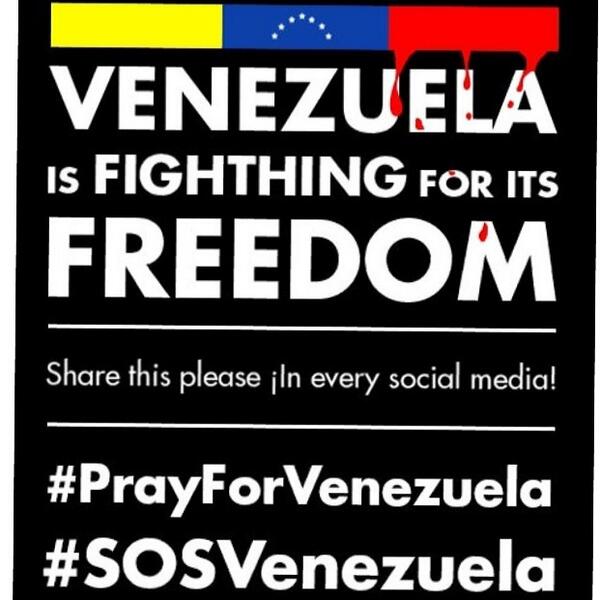 VENEZUELA
IS FIGHTHING FOR ITS
FREEDOM
Share this please ¡In every social media!
#PrayForVenezuela
#SOSVenezuela